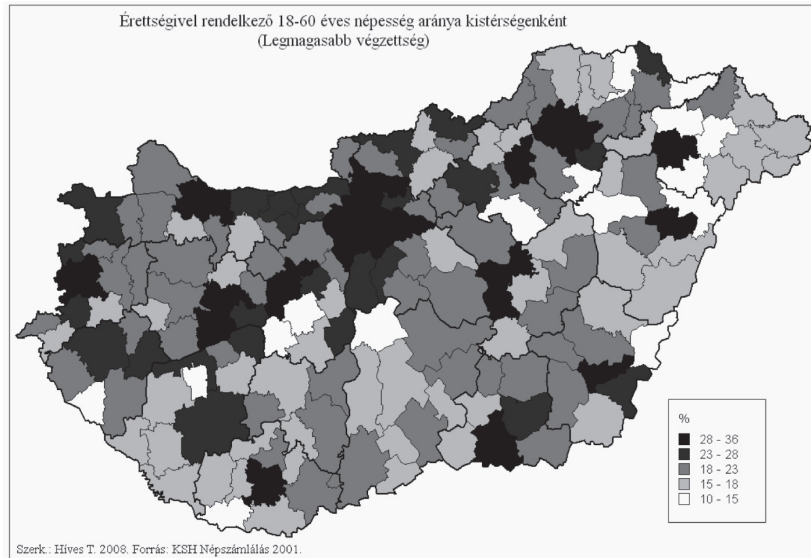 Érettségivel rendelkező 18-60 éves népesség aránya kistérségenként
(Legmagasabb végzettség)
%
28 - 36
23 - 28
18 - 23
15 - 18
10 - 15
Szerk.: Híves T. 2008. Forrás: KSH Népszámlálás 2001.